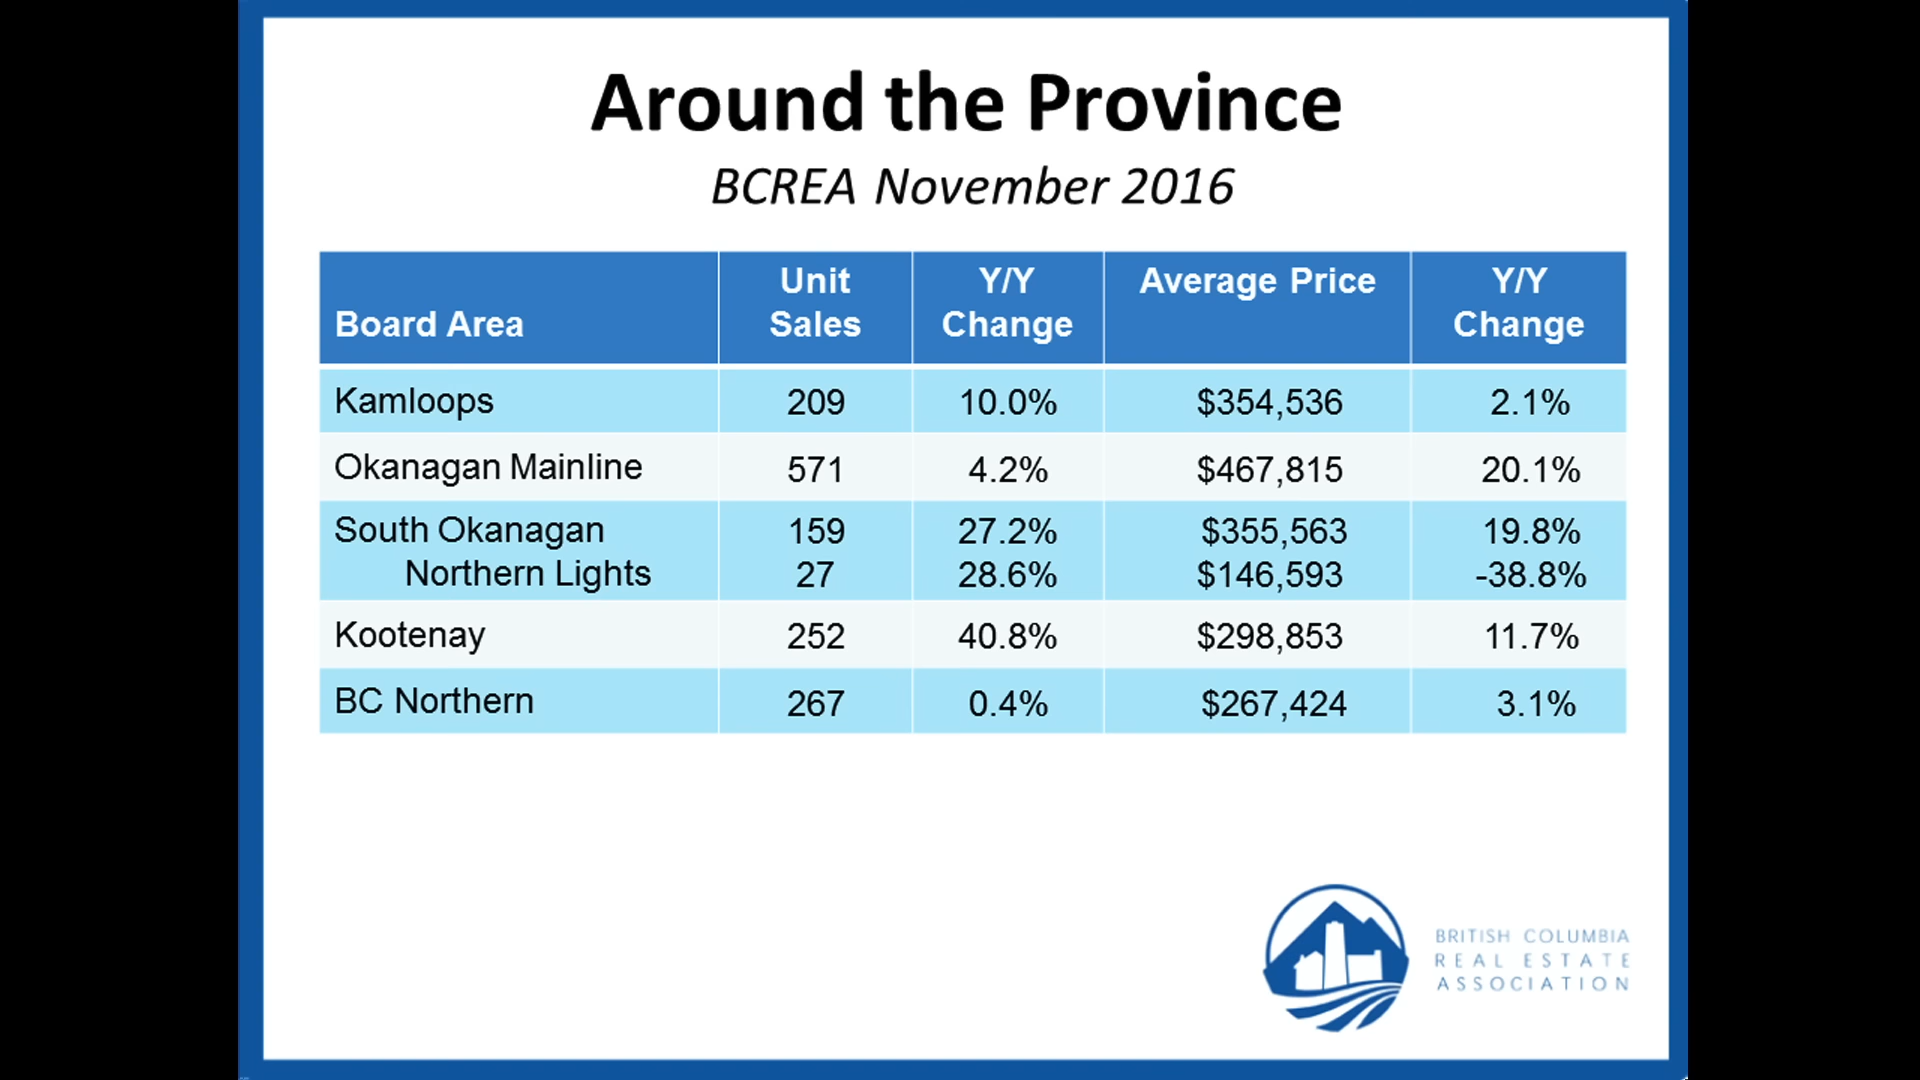 Around the Province
BCREA November 2016
Board Area Unit Sales Y/Y Change Average Price Y/Y Change
Kamloops 209 10.0% $354,536 2.1%
Okanagan Mainline 571 4.2% $467,815 20.1%
South Okanagan 159 27.2% $355,563 19.8%
Northern Lights 27 28.6% $146,593 -38.8%
Kootenay 252 40.8% $298,853 11.7%
BC Northern 267 0.4% $267,424 3.1%
BRITISH COLUMBIA
REAL ESTATE
ASSOCIATION